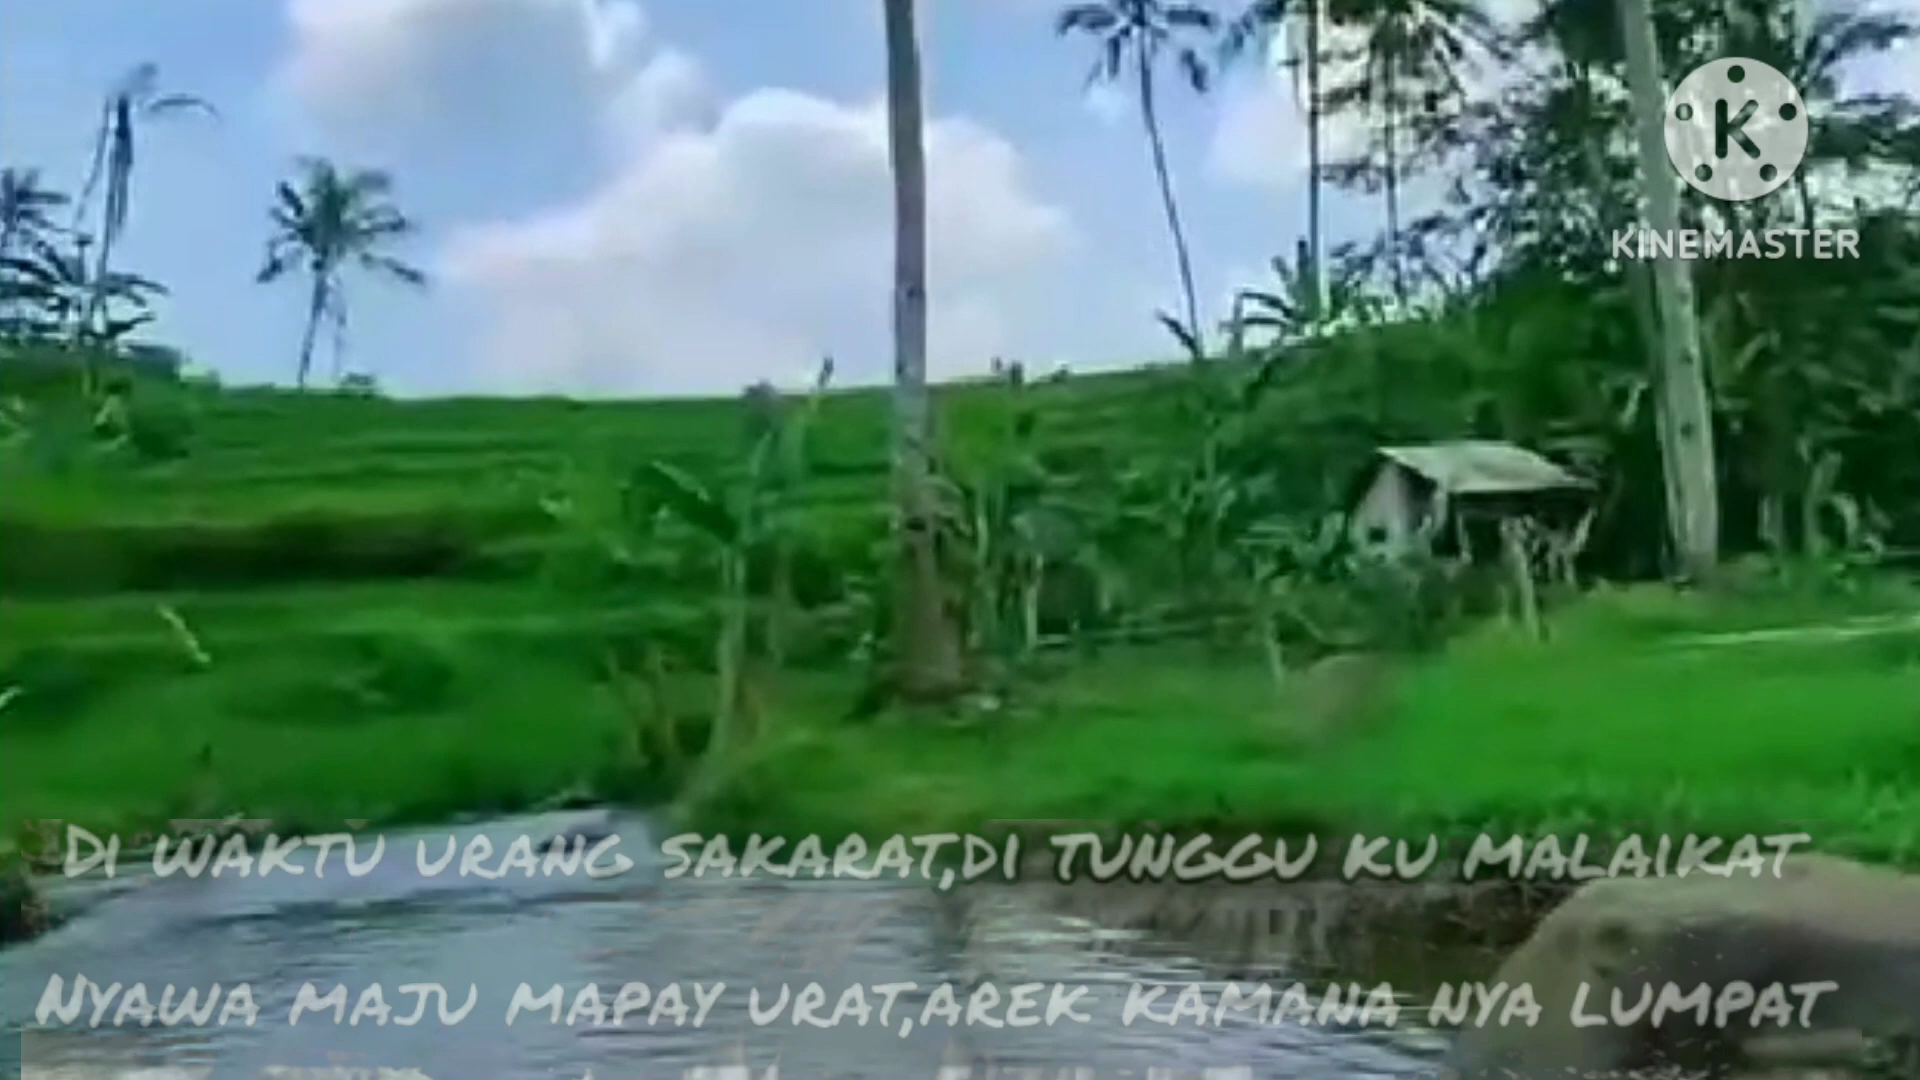 K
KINEMASTER
Di waktu urang sakarat,di tunggu ku malaikat
Nyawa maju mapay urat,arek kamana nya lumpat